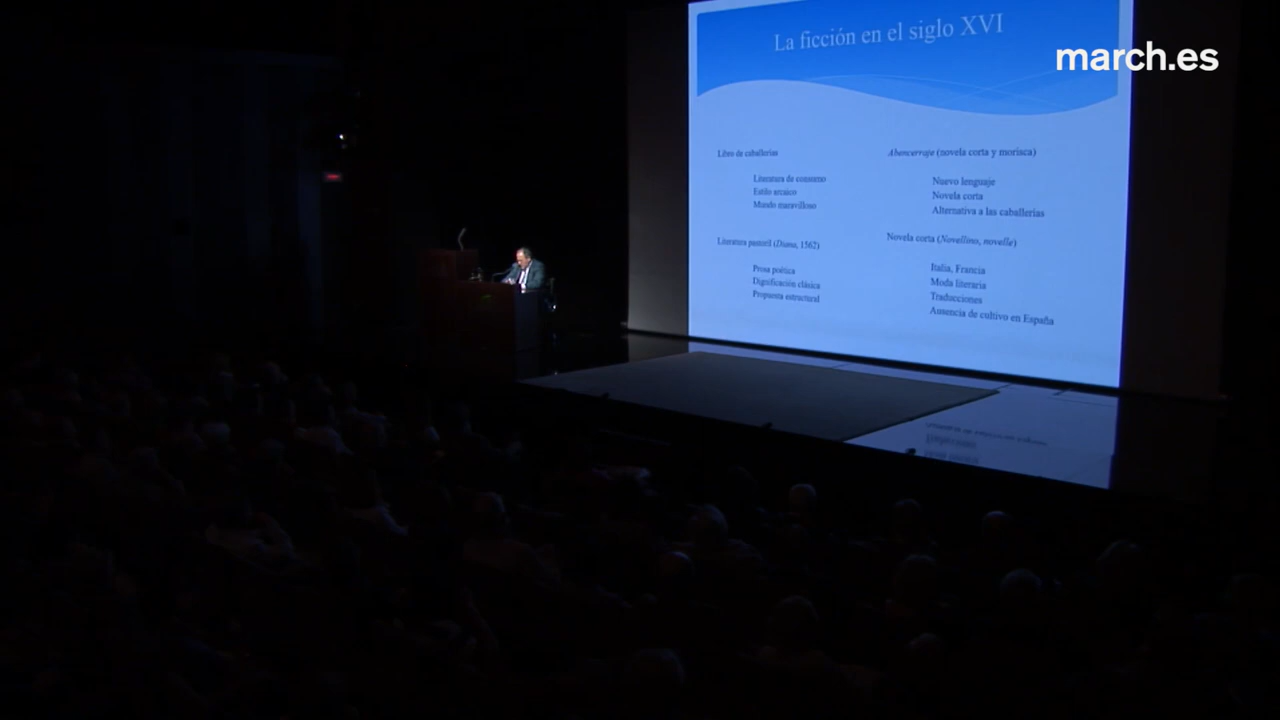 La ficción en el siglo XVI
march.es
Libro de caballerías
Literatura de consumo
Estilo arcaico
Mundo maravilloso
Literatura pastoril (Diana, 1562)
Prosa poética
Dignificación clásica
Propuesta estructural
Abencerraje (novela corta y morisca)
Nuevo lenguaje
Novela corta
Alternativa a las caballerías
Novela corta (Novellino, novelle)
Italia, Francia
Moda literaria
Traducciones
Ausencia de cultivo en España